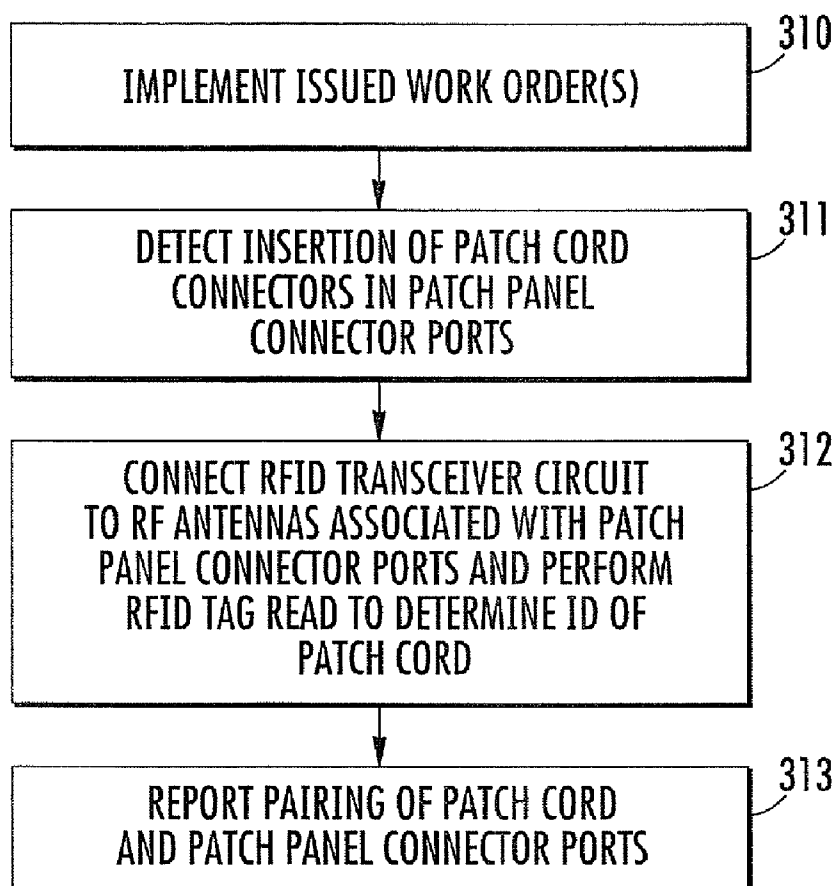 310
IMPLEMENT ISSUED WORK ORDER(S)
311
DETECT INSERTION OF PATCH CORD
CONNECTORS IN PATCH PANEL
CONNECTOR PORTS
312
CONNECT RFID TRANSCEIVER CIRCUIT
TO RF ANTENNAS ASSOCIATED WITH PATCH
PANEL CONNECTOR PORTS AND PERFORM
RFID TAG READ TO DETERMINE ID OF
PATCH CORD
313
REPORT PAIRING OF PATCH CORD
AND PATCH PANEL CONNECTOR PORTS